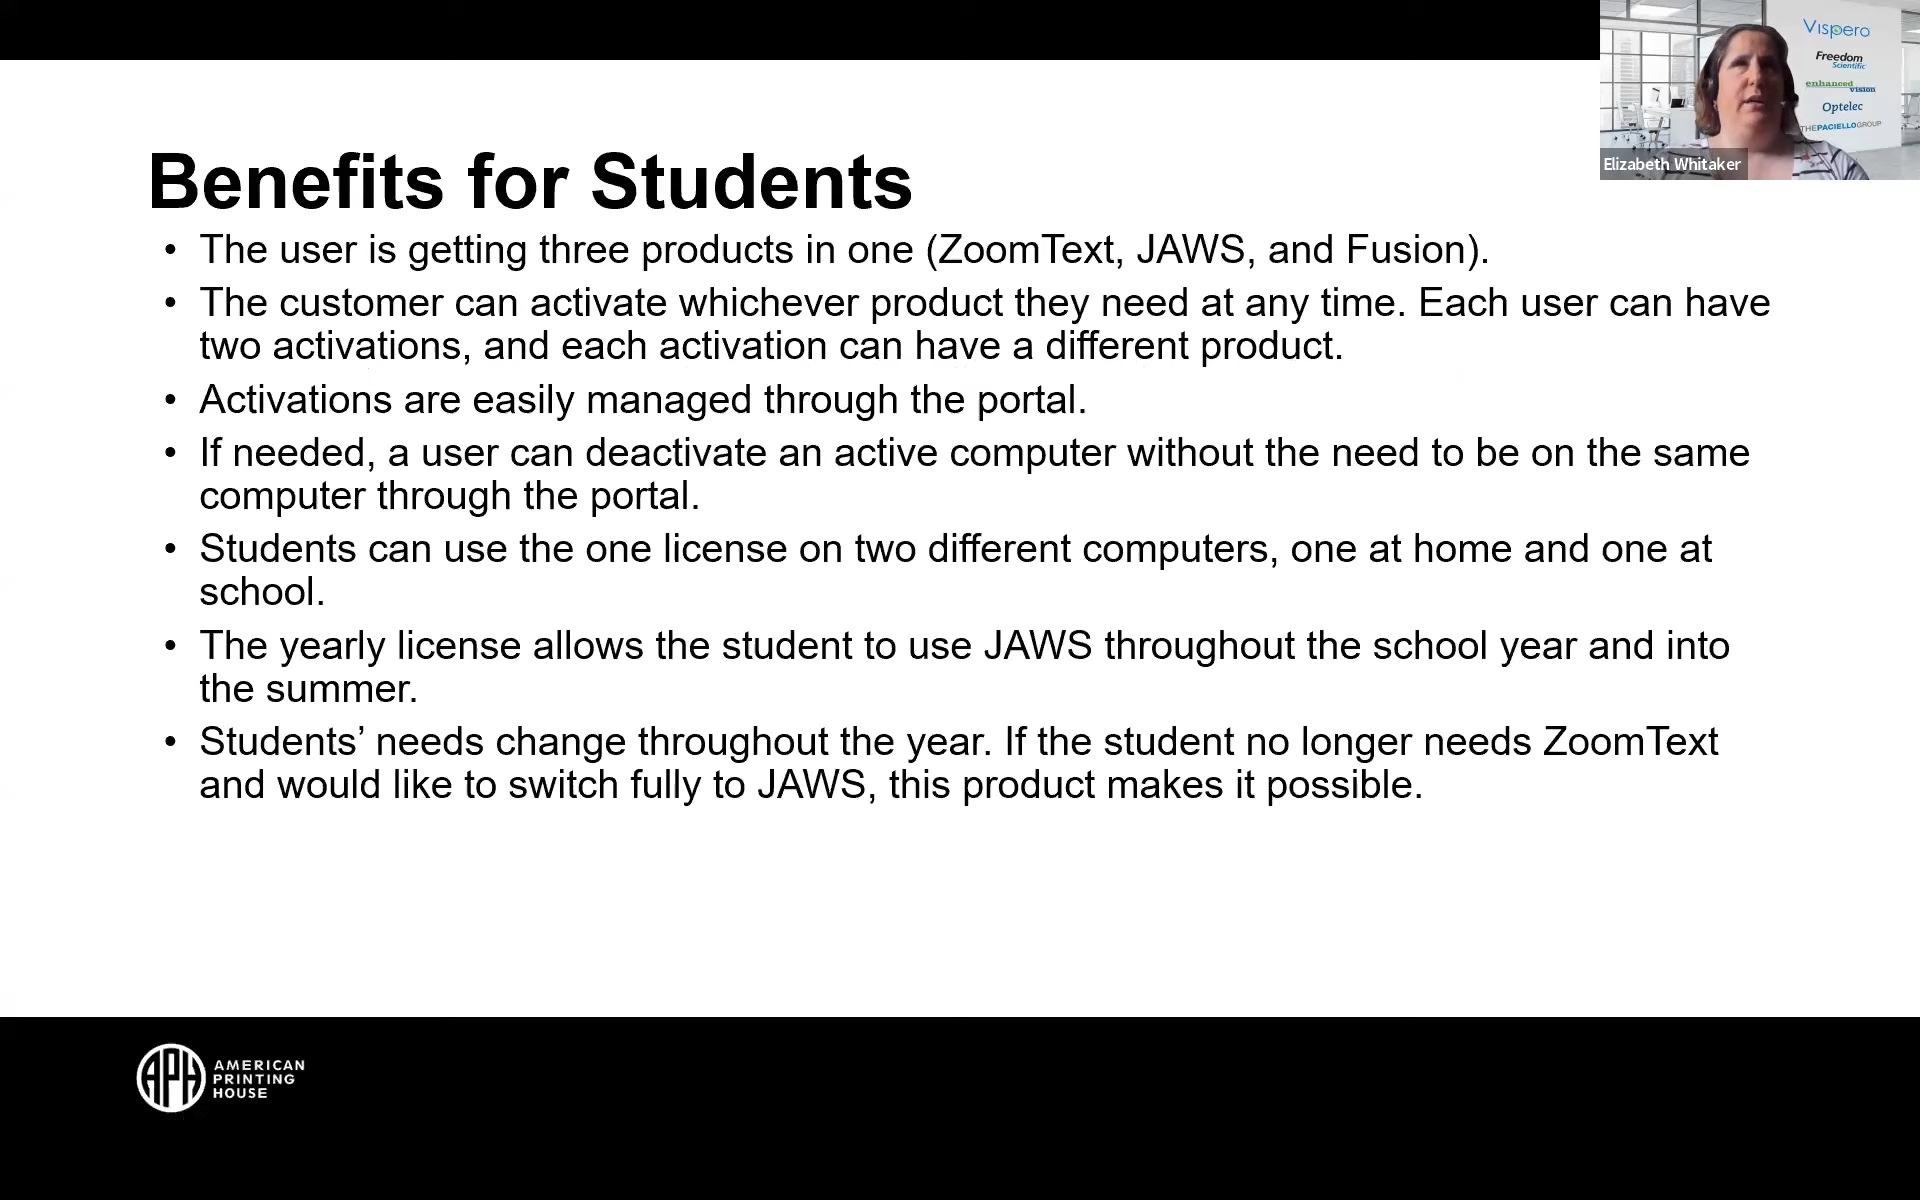 Vispero
Freedom
Scientific
enhanced
vision
Optelec
THEPACIELLOGROUP
Elizabeth Whitaker
Benefits for Students
• The user is getting three products in one (ZoomText, JAWS, and Fusion).
• The customer can activate whichever product they need at any time. Each user can have
two activations, and each activation can have a different product.
• Activations are easily managed through the portal.
• If needed, a user can deactivate an active computer without the need to be on the same
computer through the portal.
• Students can use the one license on two different computers, one at home and one at
school.
• The yearly license allows the student to use JAWS throughout the school year and into
the summer.
• Students’ needs change throughout the year. If the student no longer needs ZoomText
and would like to switch fully to JAWS, this product makes it possible.
APH
AMERICAN
PRINTING
HOUSE